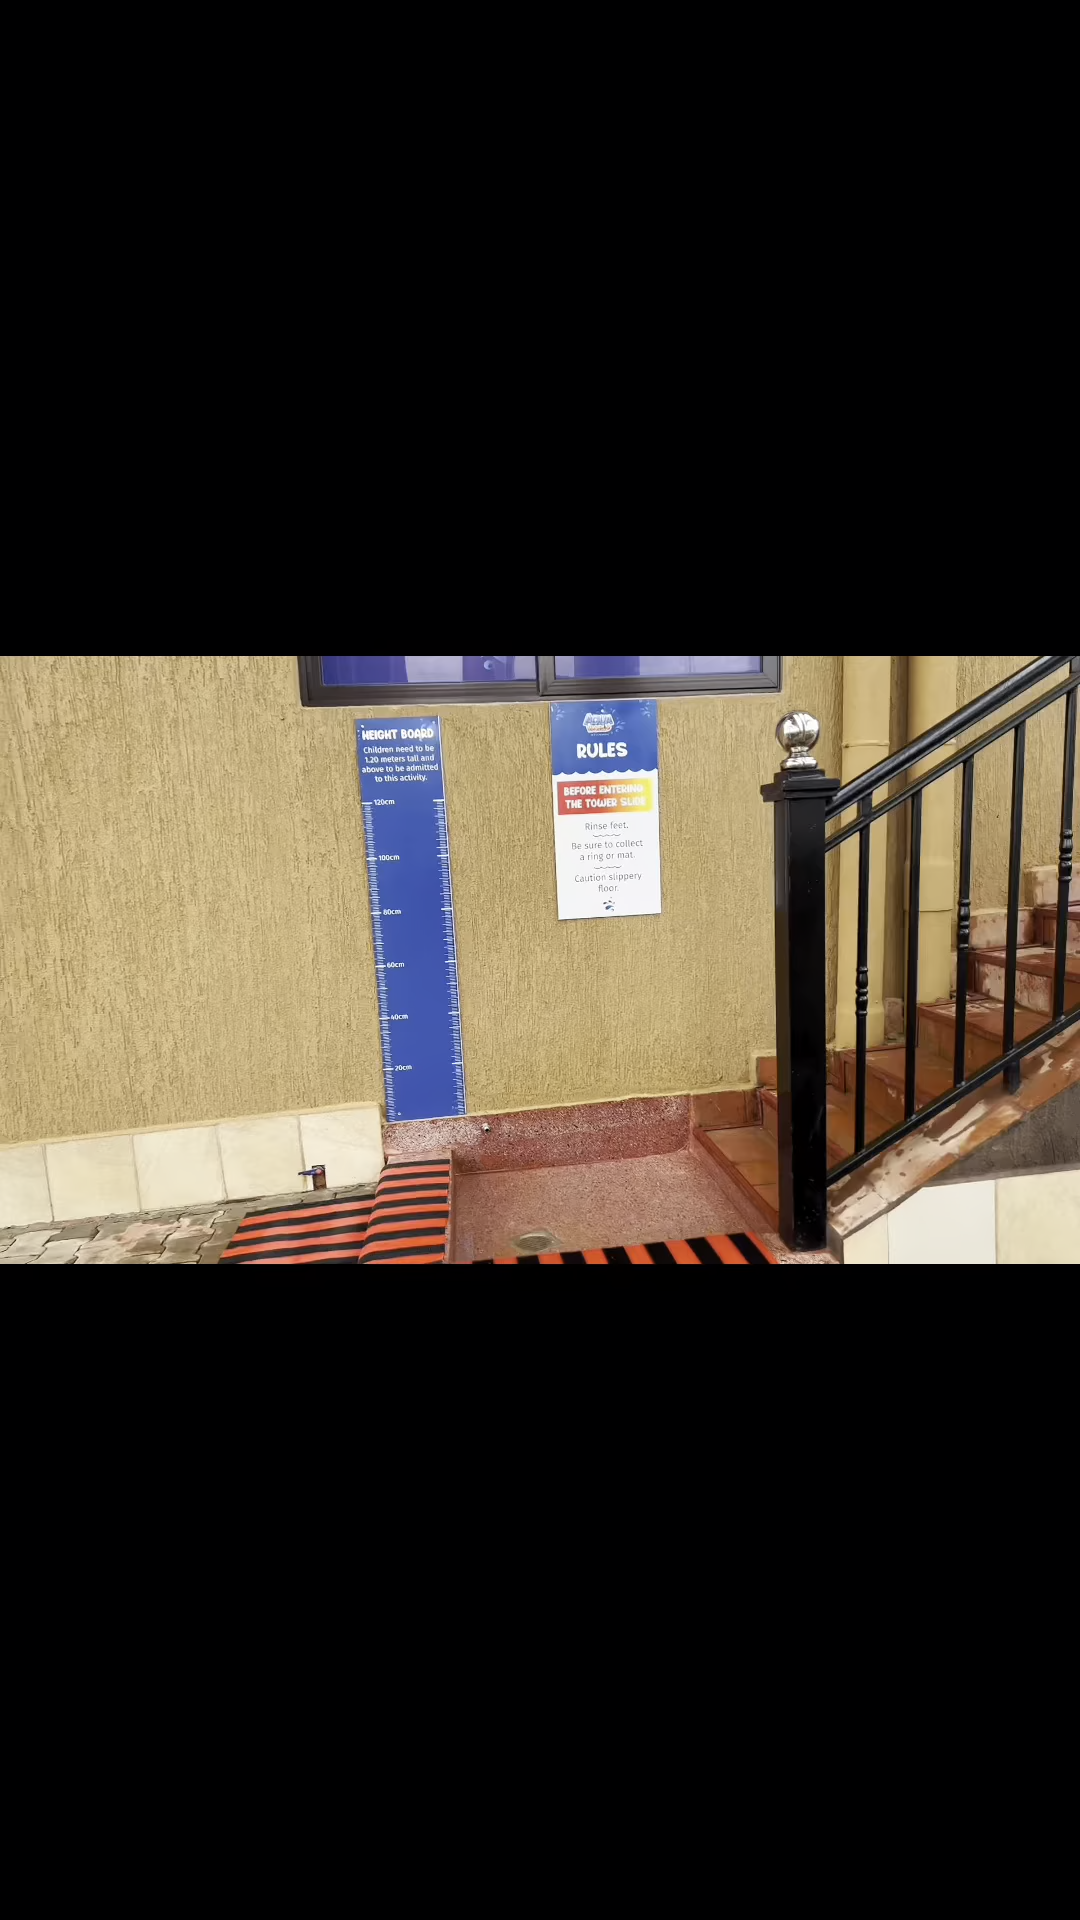 HEIGHT BOARD
Children need to be
1.20 meters tall and
above to be admitted
to this activity.
120cm
100cm
80cm
60cm
40cm
20cm
AQUA
RULES
BEFORE ENTERING
THE TOWER SLIDE
Rinse feet.
Be sure to collect
a ring or mat.
Caution slippery
floor.